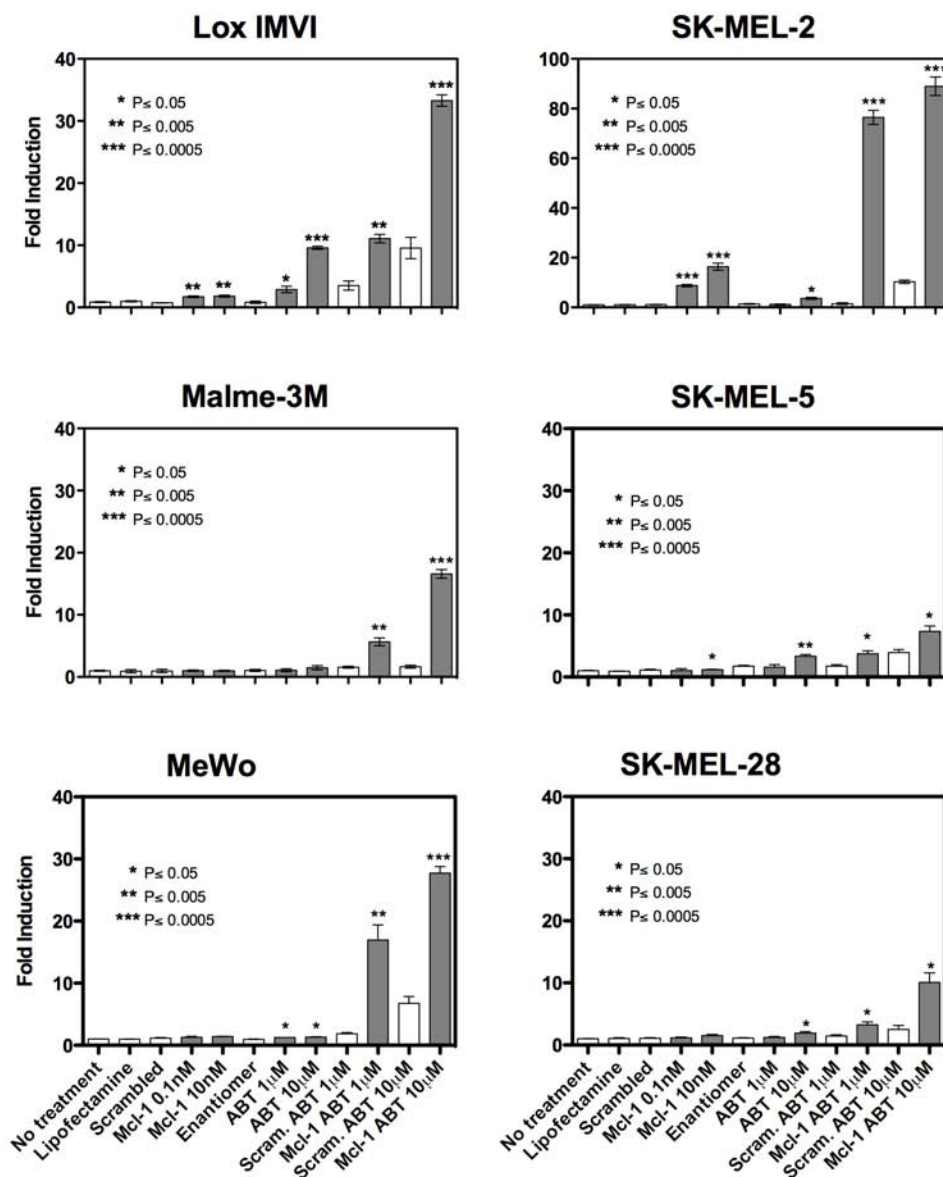 Lox IMVI
SK-MEL-2
Fold Induction
40
30
20
10
0
* P≤ 0.05
** P≤ 0.005
*** P≤ 0.0005
** ** * *** ** ***
100
80
60
40
20
0
* P≤ 0.05
** P≤ 0.005
*** P≤ 0.0005
*** *** * *** ***
Malme-3M
SK-MEL-5
Fold Induction
40
30
20
10
0
* P≤ 0.05
** P≤ 0.005
*** P≤ 0.0005
** ***
40
30
20
10
0
* P≤ 0.05
** P≤ 0.005
*** P≤ 0.0005
* ** * *
MeWo
SK-MEL-28
Fold Induction
40
30
20
10
0
* P≤ 0.05
** P≤ 0.005
*** P≤ 0.0005
* * ** ***
40
30
20
10
0
* P≤ 0.05
** P≤ 0.005
*** P≤ 0.0005
* * *
No treatment
Lipofectamine
Scrambled
Mcl-1 0.1nM
Mcl-1 10nM
Enantiomer
ABT 1μM
ABT 10μM
Scram. ABT 1μM
Mcl-1 ABT 1μM
Scram. ABT 10μM
Mcl-1 ABT 10μM
No treatment
Lipofectamine
Scrambled
Mcl-1 0.1nM
Mcl-1 10nM
Enantiomer
ABT 1μM
ABT 10μM
Scram. ABT 1μM
Mcl-1 ABT 1μM
Scram. ABT 10μM
Mcl-1 ABT 10μM